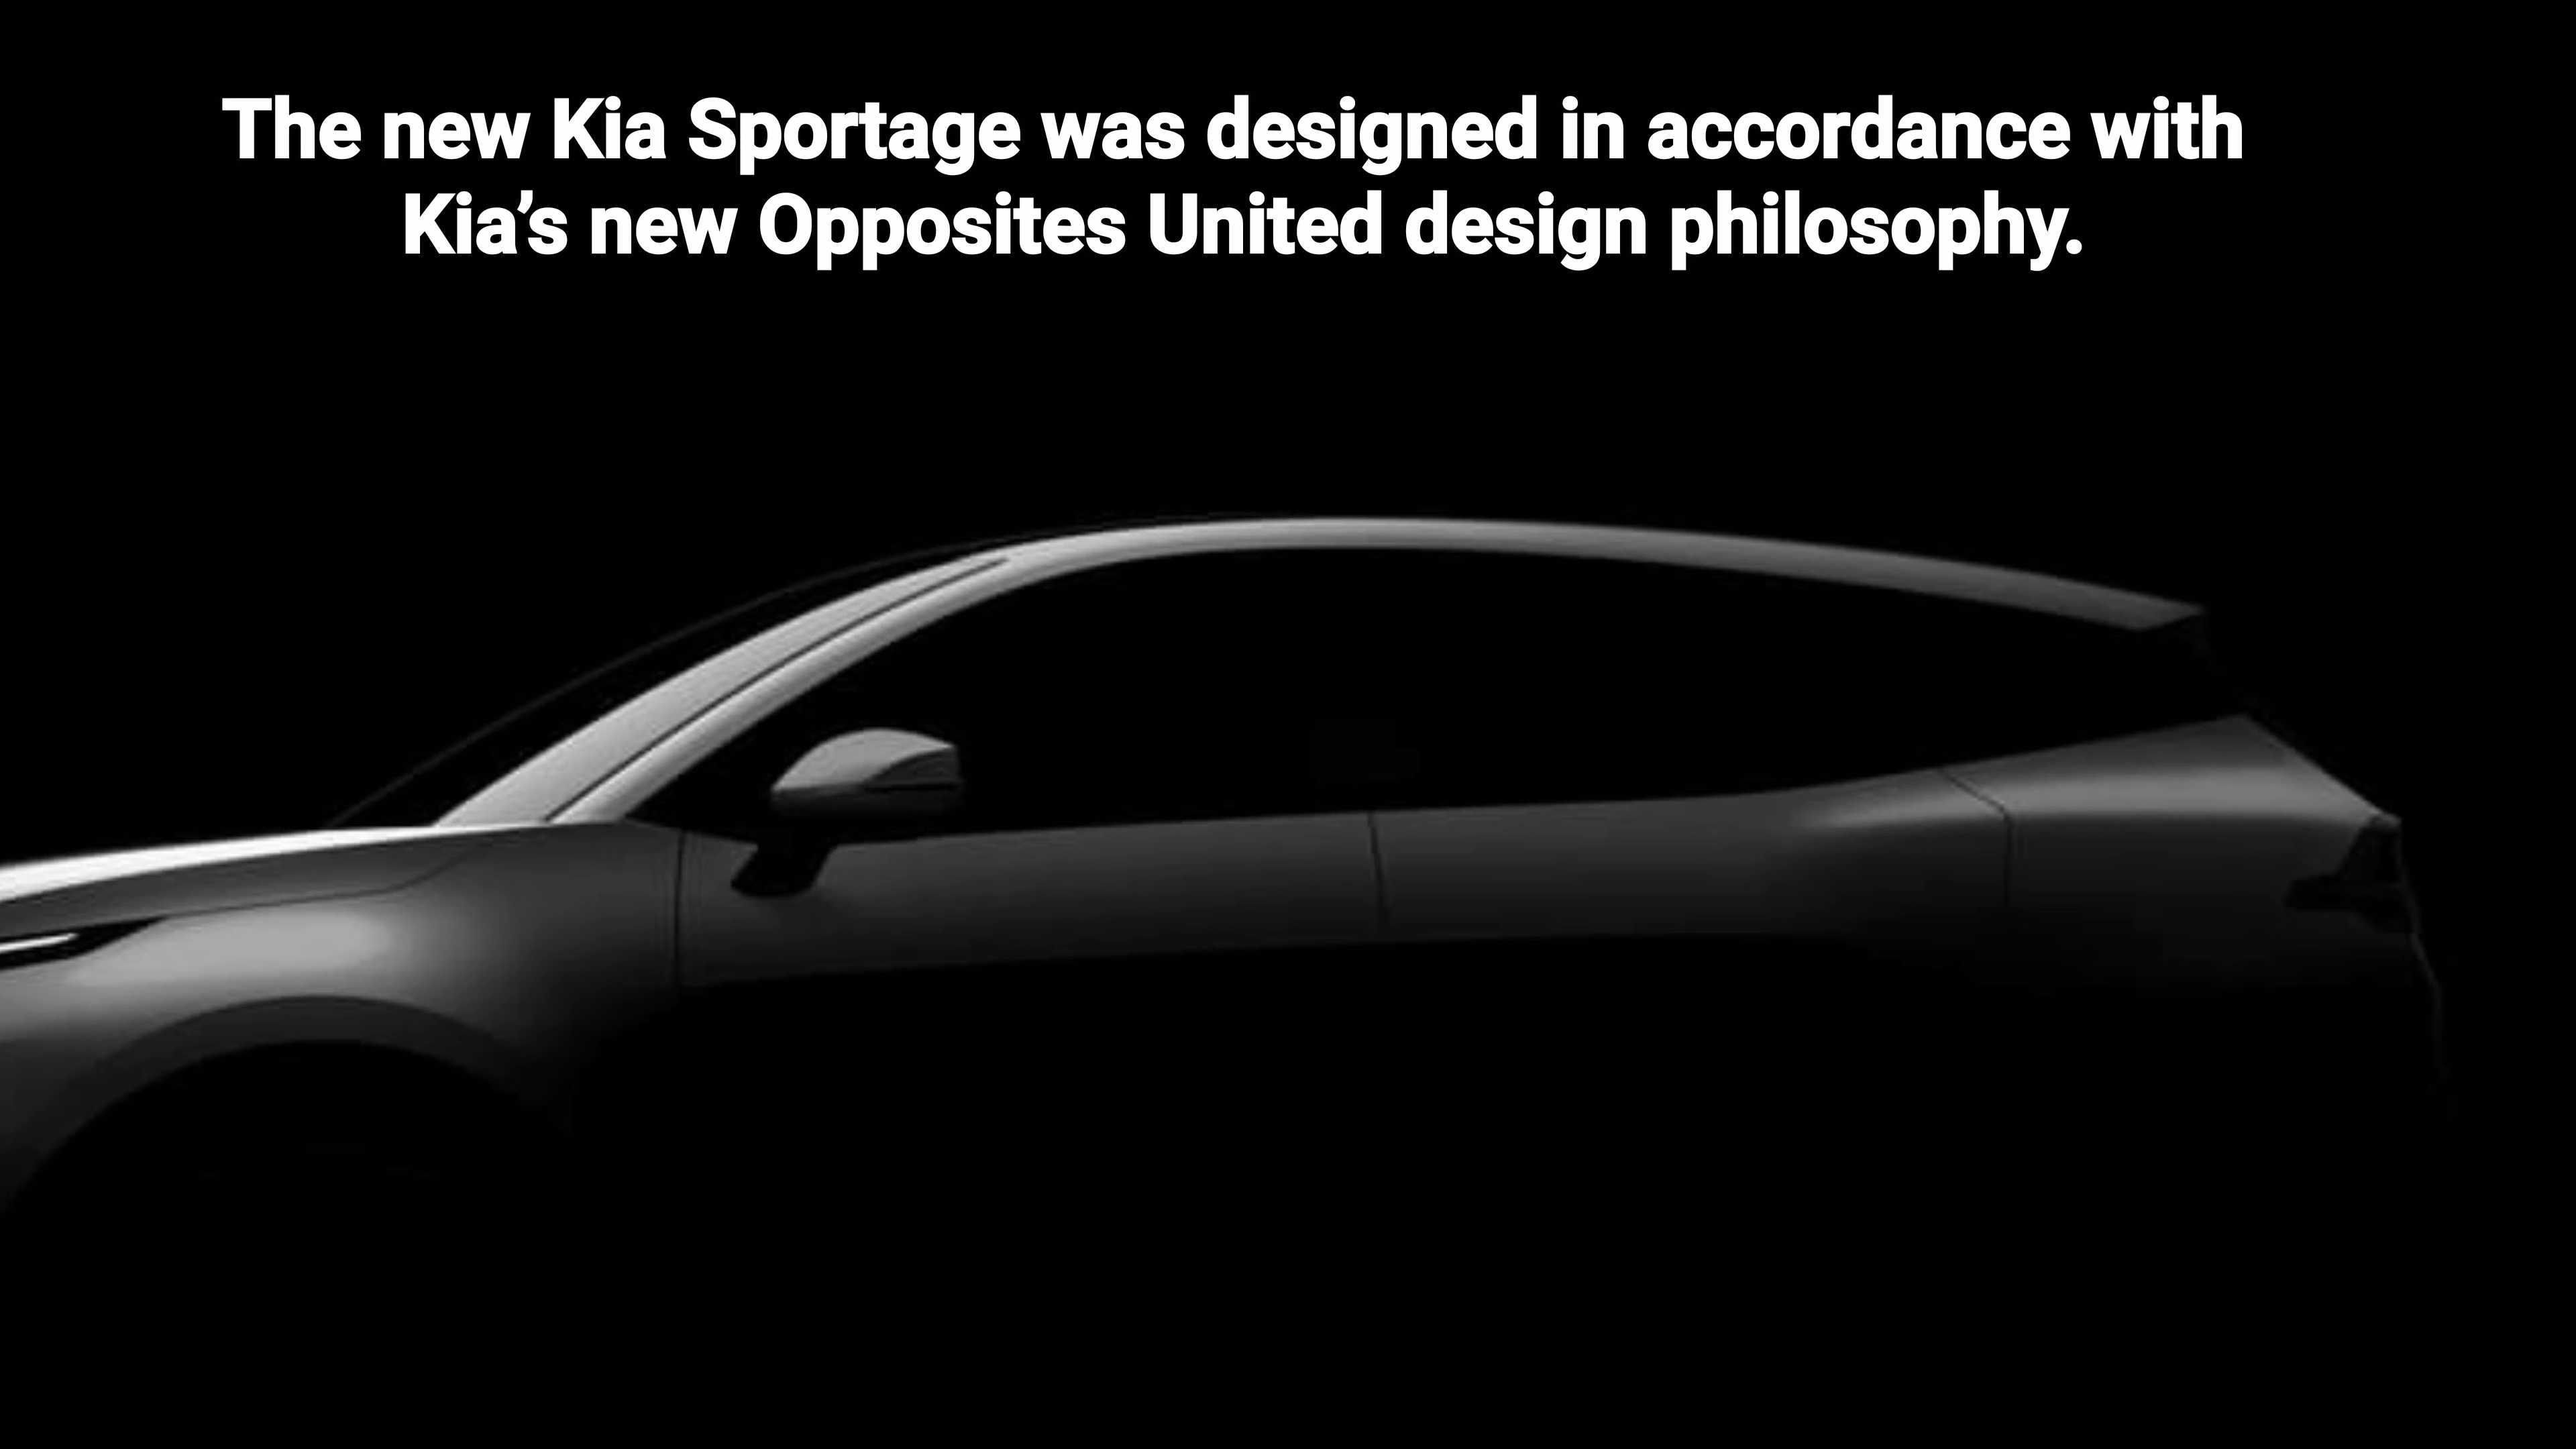 The new Kia Sportage was designed in accordance with
Kia’s new Opposites United design philosophy.